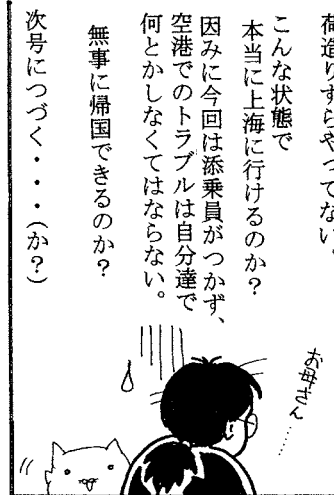 荷造りすらやってない。
こんな状態で
本当に上海に行けるのか？
因みに今回は添乗員がつかず、
空港でのトラブルは自分達で
何とかしなくてはならない。
無事に帰国できるのか？
次号につづく・・・（か？）
お母さん……